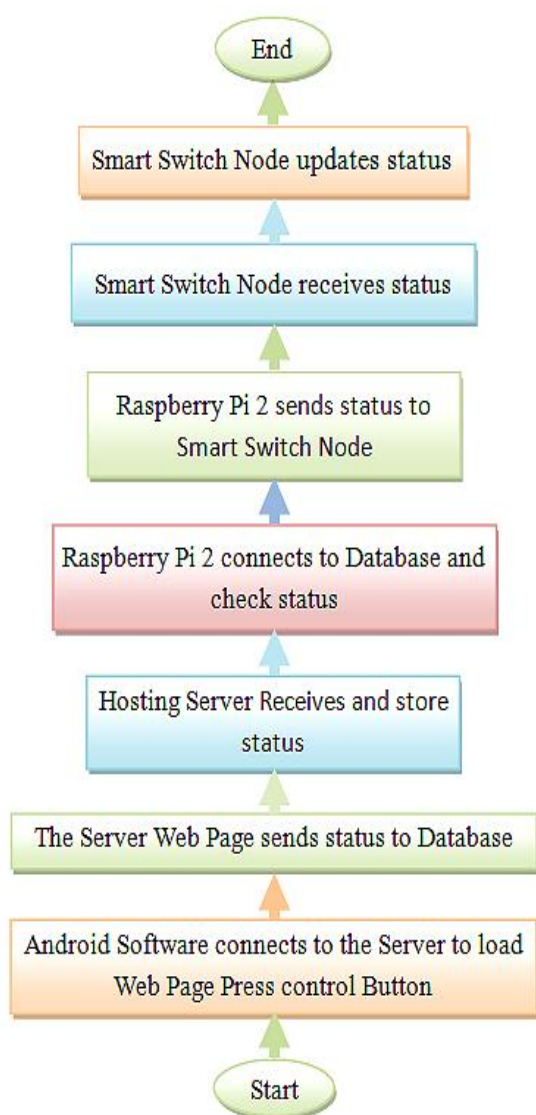 End
Smart Switch Node updates status
Smart Switch Node receives status
Raspberry Pi 2 sends status to
Smart Switch Node
Raspberry Pi 2 connects to Database and
check status
Hosting Server Receives and store
status
The Server Web Page sends status to Database
Android Software connects to the Server to load
Web Page Press control Button
Start